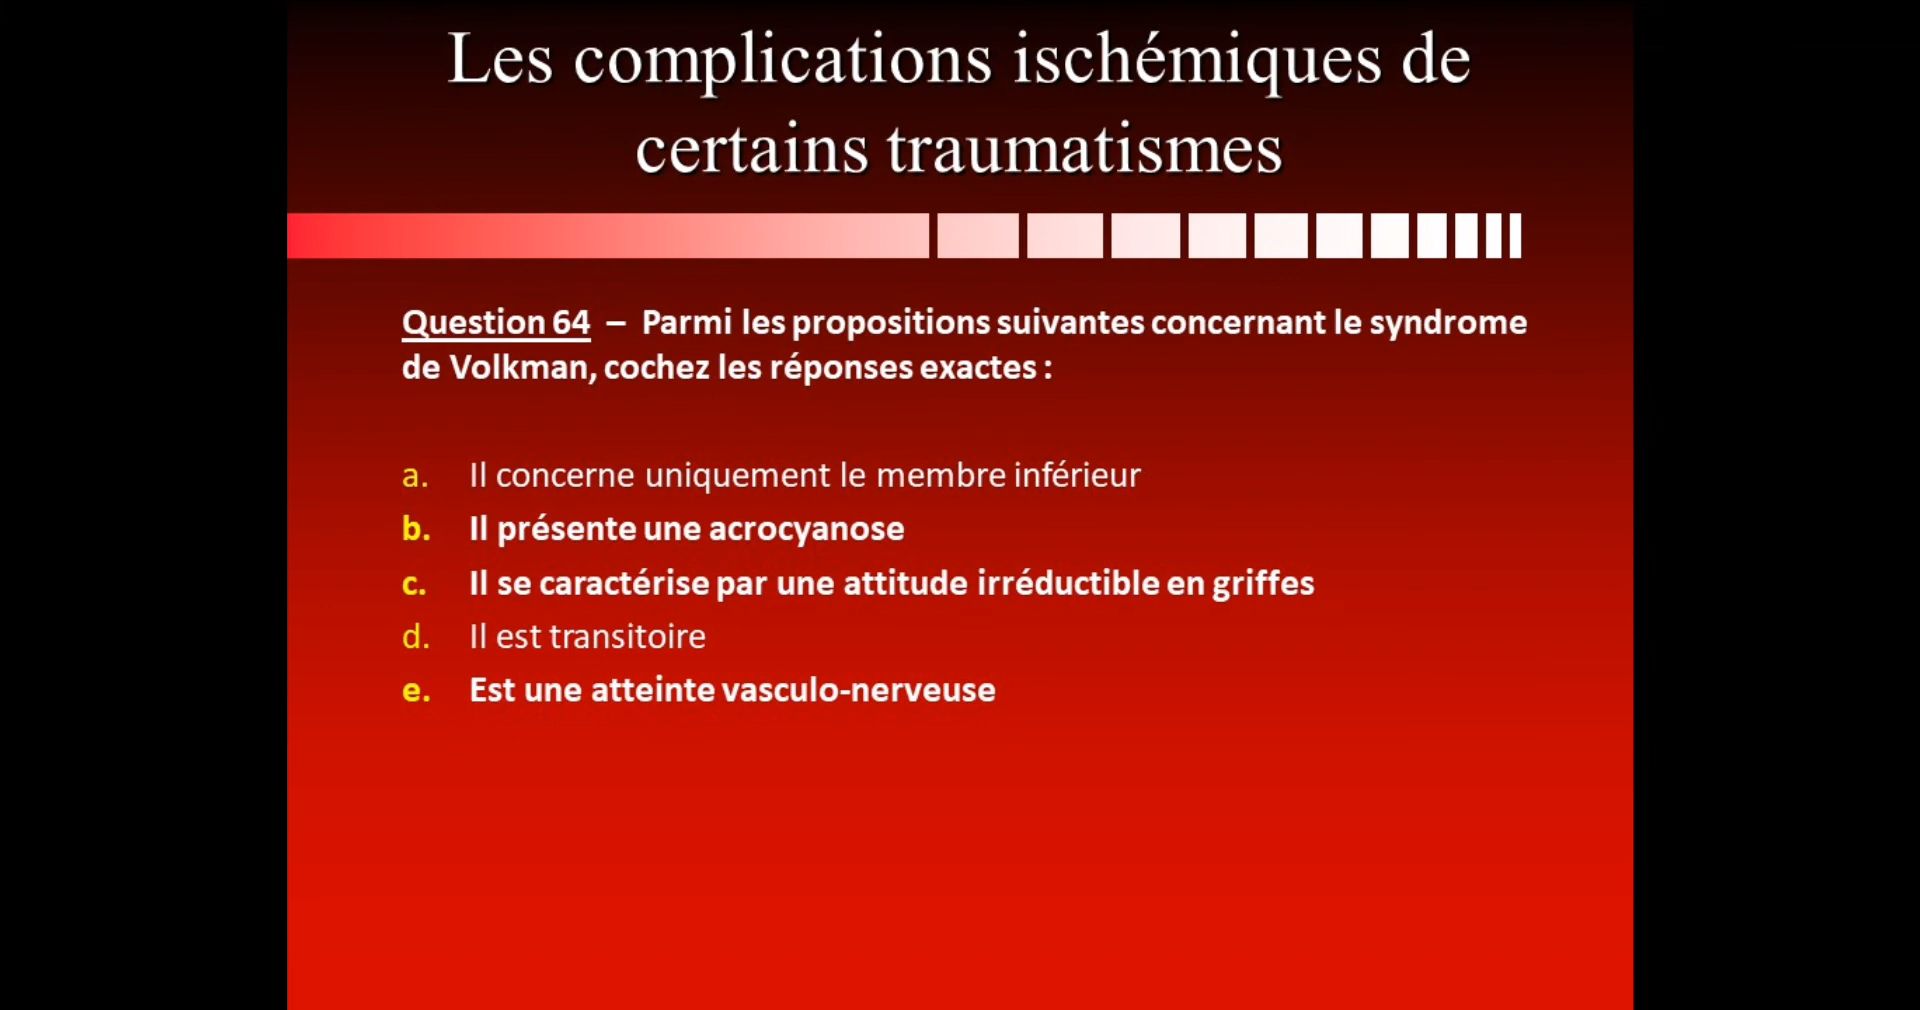 Les complications ischémiques de
certains traumatismes
Question 64 – Parmi les propositions suivantes concernant le syndrome
de Volkman, cochez les réponses exactes :
a. Il concerne uniquement le membre inférieur
b. Il présente une acrocyanose
c. Il se caractérise par une attitude irréductible en griffes
d. Il est transitoire
e. Est une atteinte vasculo-nerveuse